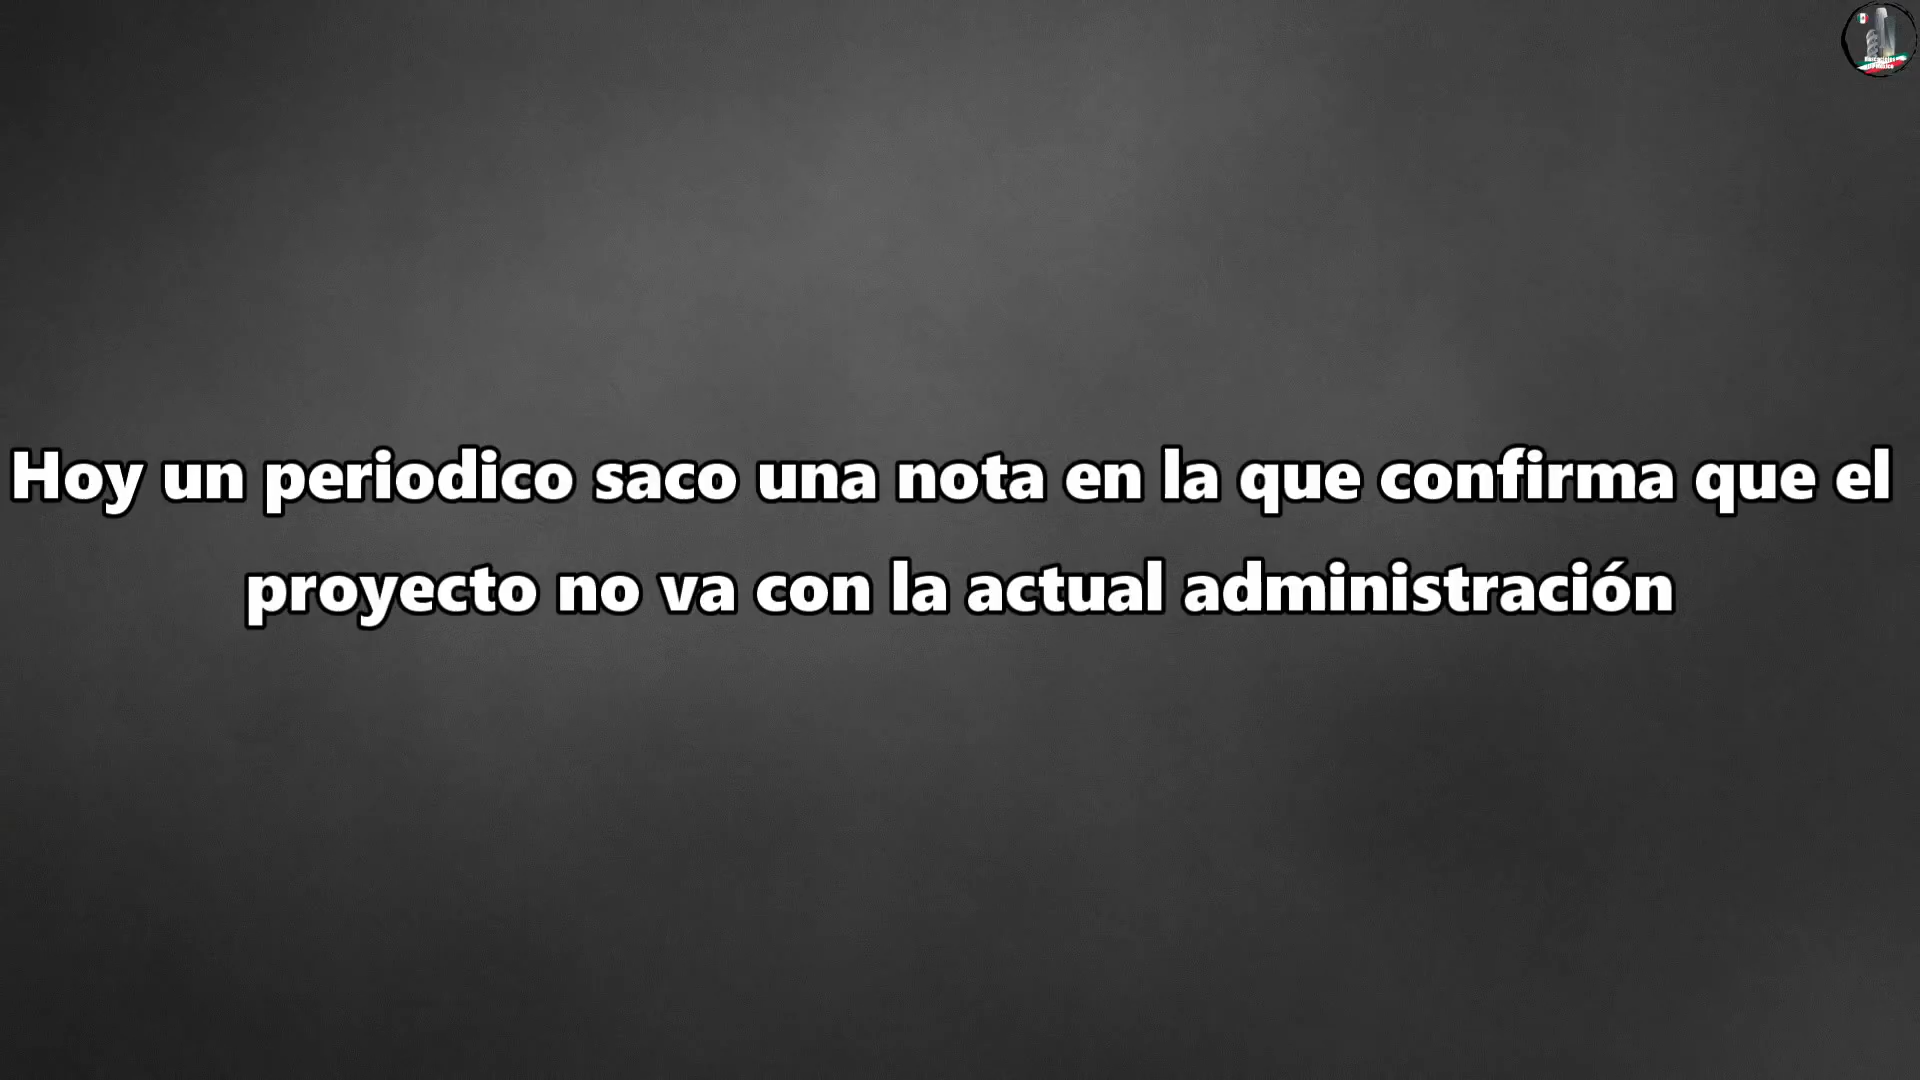 Hoy un periodico saco una nota en la que confirma que el
proyecto no va con la actual administración